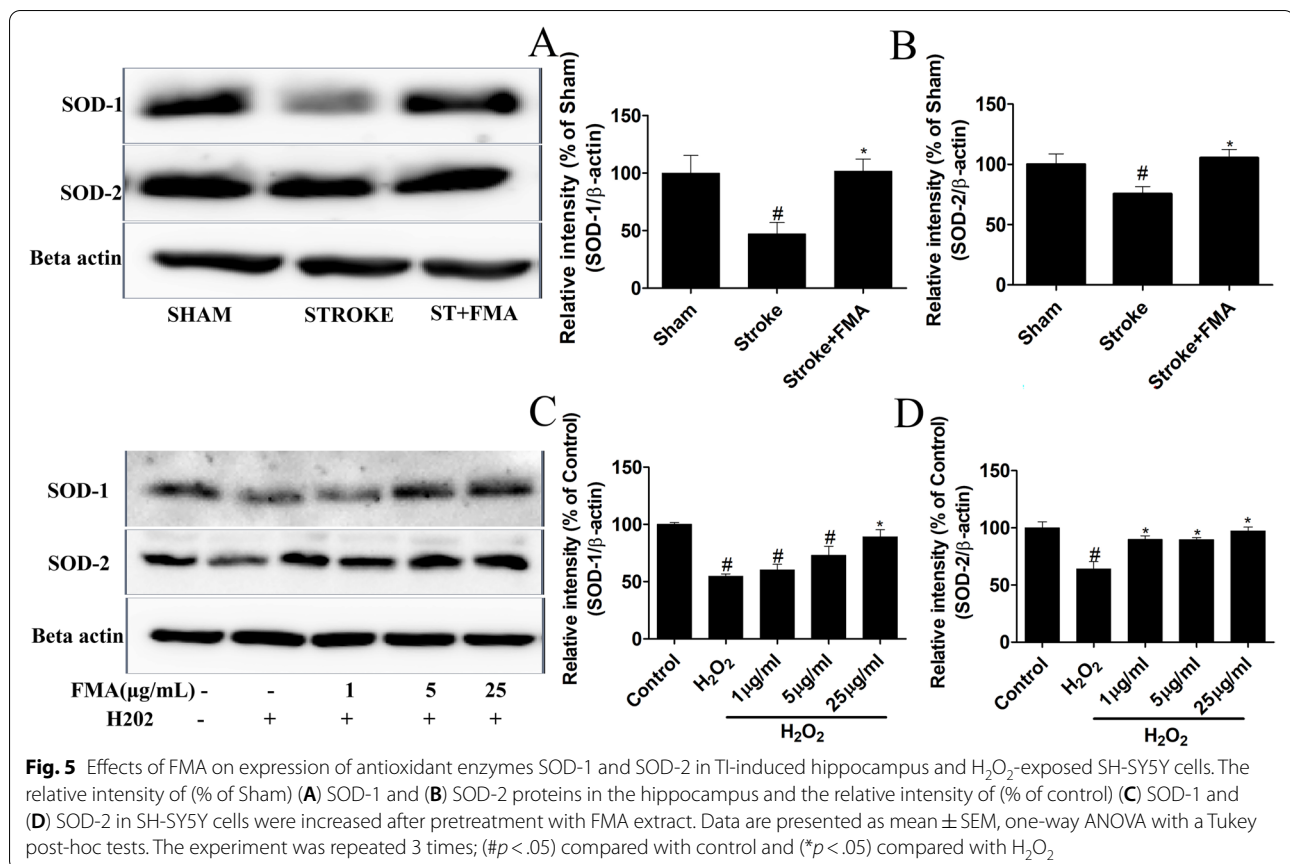 A
B
SOD-1
SOD-2
Beta actin
SHAM STROKE ST+FMA
Relative intensity (% of Sham)
(SOD-1/β-actin)
150
100
50
0
#
*
Sham
Stroke
Stroke+FMA
Relative intensity (% of Sham)
(SOD-2/β-actin)
150
100
50
0
#
*
Sham
Stroke
Stroke+FMA
C
D
SOD-1
SOD-2
Beta actin
FMA(μg/mL) - - 1 5 25
H202 - + + + +
Relative intensity (% of Control)
(SOD-1/β-actin)
150
100
50
0
#
#
#
*
Control
H₂O₂
1μg/ml
5μg/ml
25μg/ml
H₂O₂
Relative intensity (% of Control)
(SOD-2/β-actin)
150
100
50
0
#
*
*
*
Control
H₂O₂
1μg/ml
5μg/ml
25μg/ml
H₂O₂
Fig. 5 Effects of FMA on expression of antioxidant enzymes SOD-1 and SOD-2 in TI-induced hippocampus and H₂O₂-exposed SH-SY5Y cells. The
relative intensity of (% of Sham) (A) SOD-1 and (B) SOD-2 proteins in the hippocampus and the relative intensity of (% of control) (C) SOD-1 and
(D) SOD-2 in SH-SY5Y cells were increased after pretreatment with FMA extract. Data are presented as mean ± SEM, one-way ANOVA with a Tukey
post-hoc tests. The experiment was repeated 3 times; (#p < .05) compared with control and (*p < .05) compared with H₂O₂